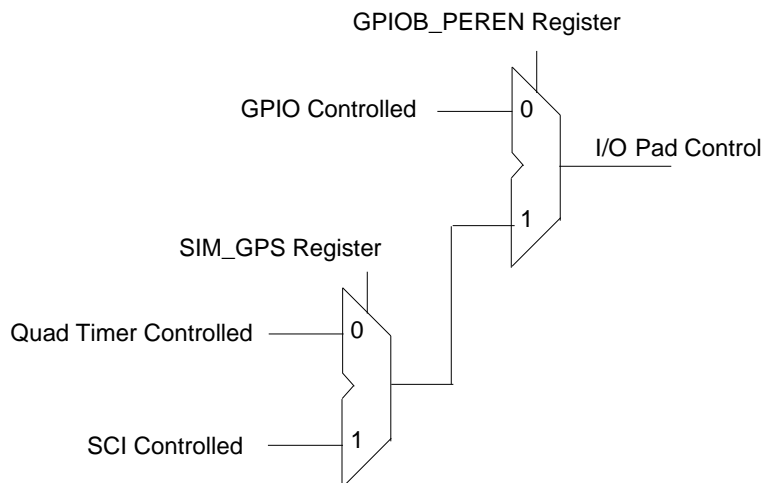 GPIOB_PEREN Register
GPIO Controlled
0
I/O Pad Control
1
SIM_GPS Register
Quad Timer Controlled
0
SCI Controlled
1